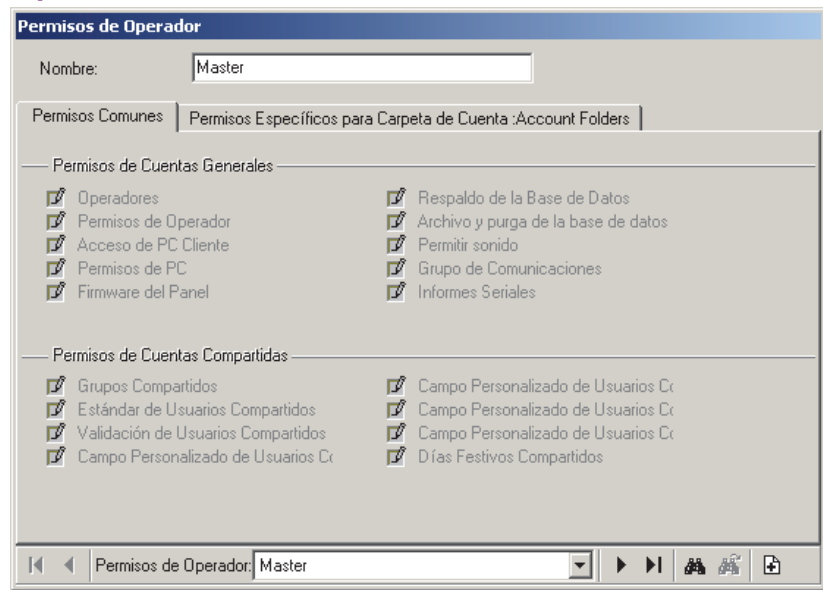 Permisos de Operador
Nombre: Master
Permisos Comunes Permisos Específicos para Carpeta de Cuenta :Account Folders
Permisos de Cuentas Generales
Operadores
Permisos de Operador
Acceso de PC Cliente
Permisos de PC
Firmware del Panel
Respaldo de la Base de Datos
Archivo y purga de la base de datos
Permitir sonido
Grupo de Comunicaciones
Informes Seriales
Permisos de Cuentas Compartidas
Grupos Compartidos
Estándar de Usuarios Compartidos
Validación de Usuarios Compartidos
Campo Personalizado de Usuarios Co
Campo Personalizado de Usuarios Co
Campo Personalizado de Usuarios Co
Campo Personalizado de Usuarios Co
Días Festivos Compartidos
Permisos de Operador: Master